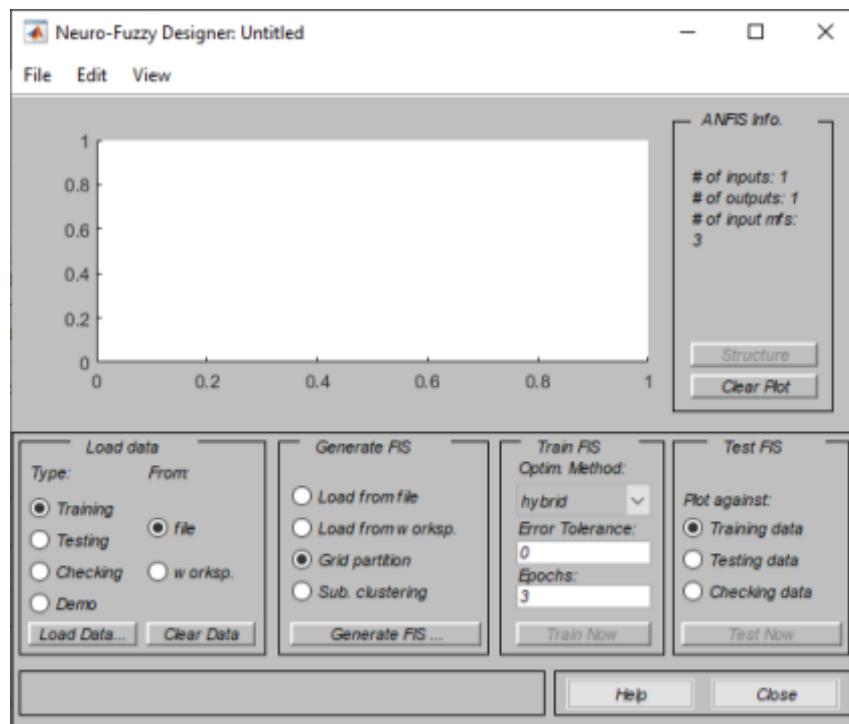 Neuro-Fuzzy Designer: Untitled
File Edit View
ANFIS Info.
# of inputs: 1
# of outputs: 1
# of input mfs:
3
Structure
Clear Plot
1
0.8
0.6
0.4
0.2
0
0 0.2 0.4 0.6 0.8 1
Load data
Type: From:
Training
Testing
Checking
Demo
file
worksp.
Load Data... Clear Data
Generate FIS
Load from file
Load from worksp.
Grid partition
Sub. clustering
Generate FIS ...
Train FIS
Optim. Method:
hybrid
Error Tolerance:
0
Epochs:
3
Train Now
Test FIS
Plot against:
Training data
Testing data
Checking data
Test Now
Help Close